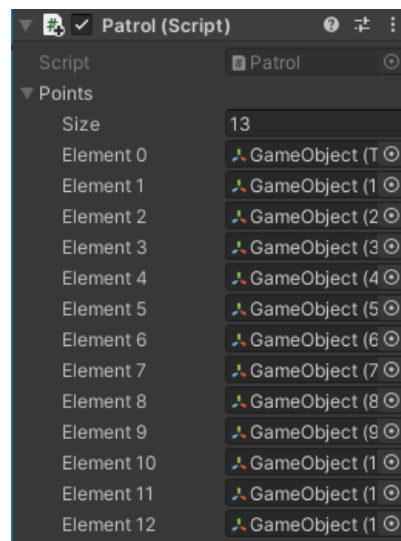 Patrol (Script)
Script Patrol
Points
Size 13
Element 0 GameObject (T
Element 1 GameObject (1
Element 2 GameObject (2
Element 3 GameObject (3
Element 4 GameObject (4
Element 5 GameObject (5
Element 6 GameObject (6
Element 7 GameObject (7
Element 8 GameObject (8
Element 9 GameObject (9
Element 10 GameObject (1
Element 11 GameObject (1
Element 12 GameObject (1